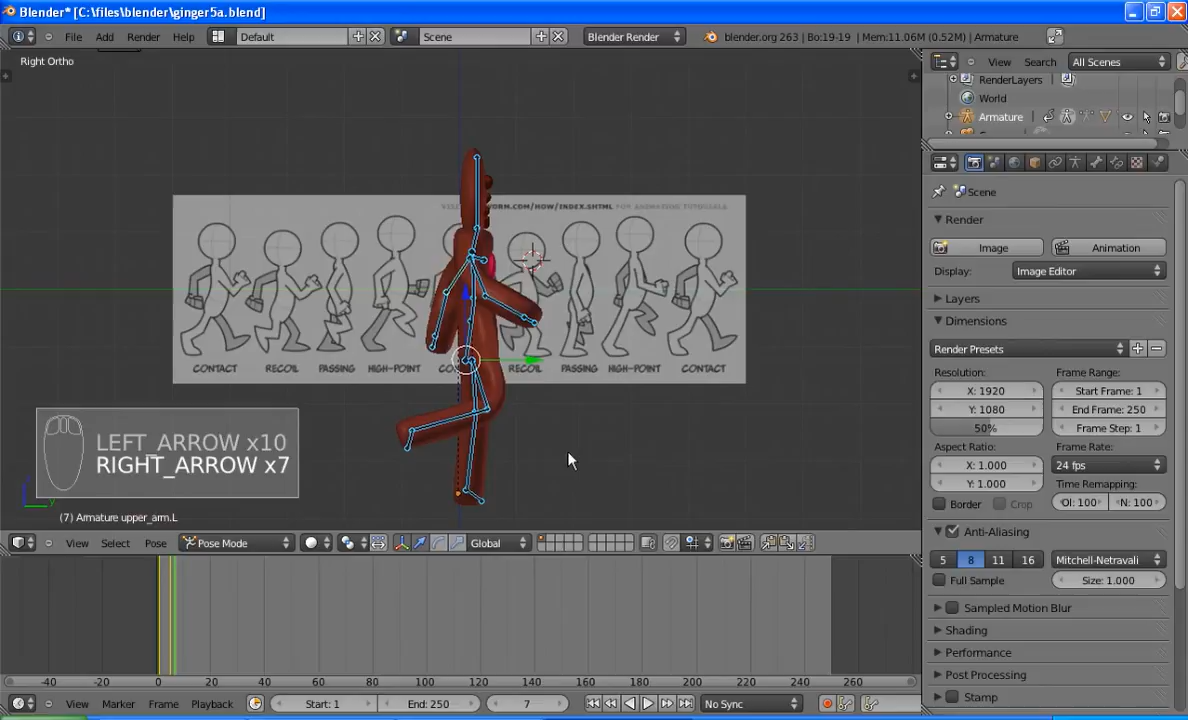 Blender* [C:\files\blender\ginger5a.blend]
File Add Render Help Default Scene Blender Render blender.org 263 | Bo:19-19 | Mem:11.06M (0.52M) | Armature
Right Ortho
View Search All Scenes
RenderLayers
World
Armature
Scene
Render
Image Animation
Display: Image Editor
Layers
Dimensions
Render Presets
Resolution: Frame Range:
X: 1920 Start Frame: 1
Y: 1080 End Frame: 250
50% Frame Step: 1
Aspect Ratio: Frame Rate:
X: 1.000 24 fps
Y: 1.000 Time Remapping:
Border Crop Ol: 100 N: 100
Anti-Aliasing
5 8 11 16 Mitchell-Netravali
Full Sample Size: 1.000
Sampled Motion Blur
Shading
Performance
Post Processing
Stamp
FOR ANIMATING TUTORIALS
CONTACT RECOIL PASSING HIGH-POINT RECOIL PASSING HIGH-POINT CONTACT
LEFT_ARROW x10
RIGHT_ARROW x7
(7) Armature upper_arm.L
View Select Pose Pose Mode Global
-40 -20 0 20 40 60 80 100 120 140 160 180 200 220 240 260
View Marker Frame Playback Start: 1 End: 250 7 No Sync